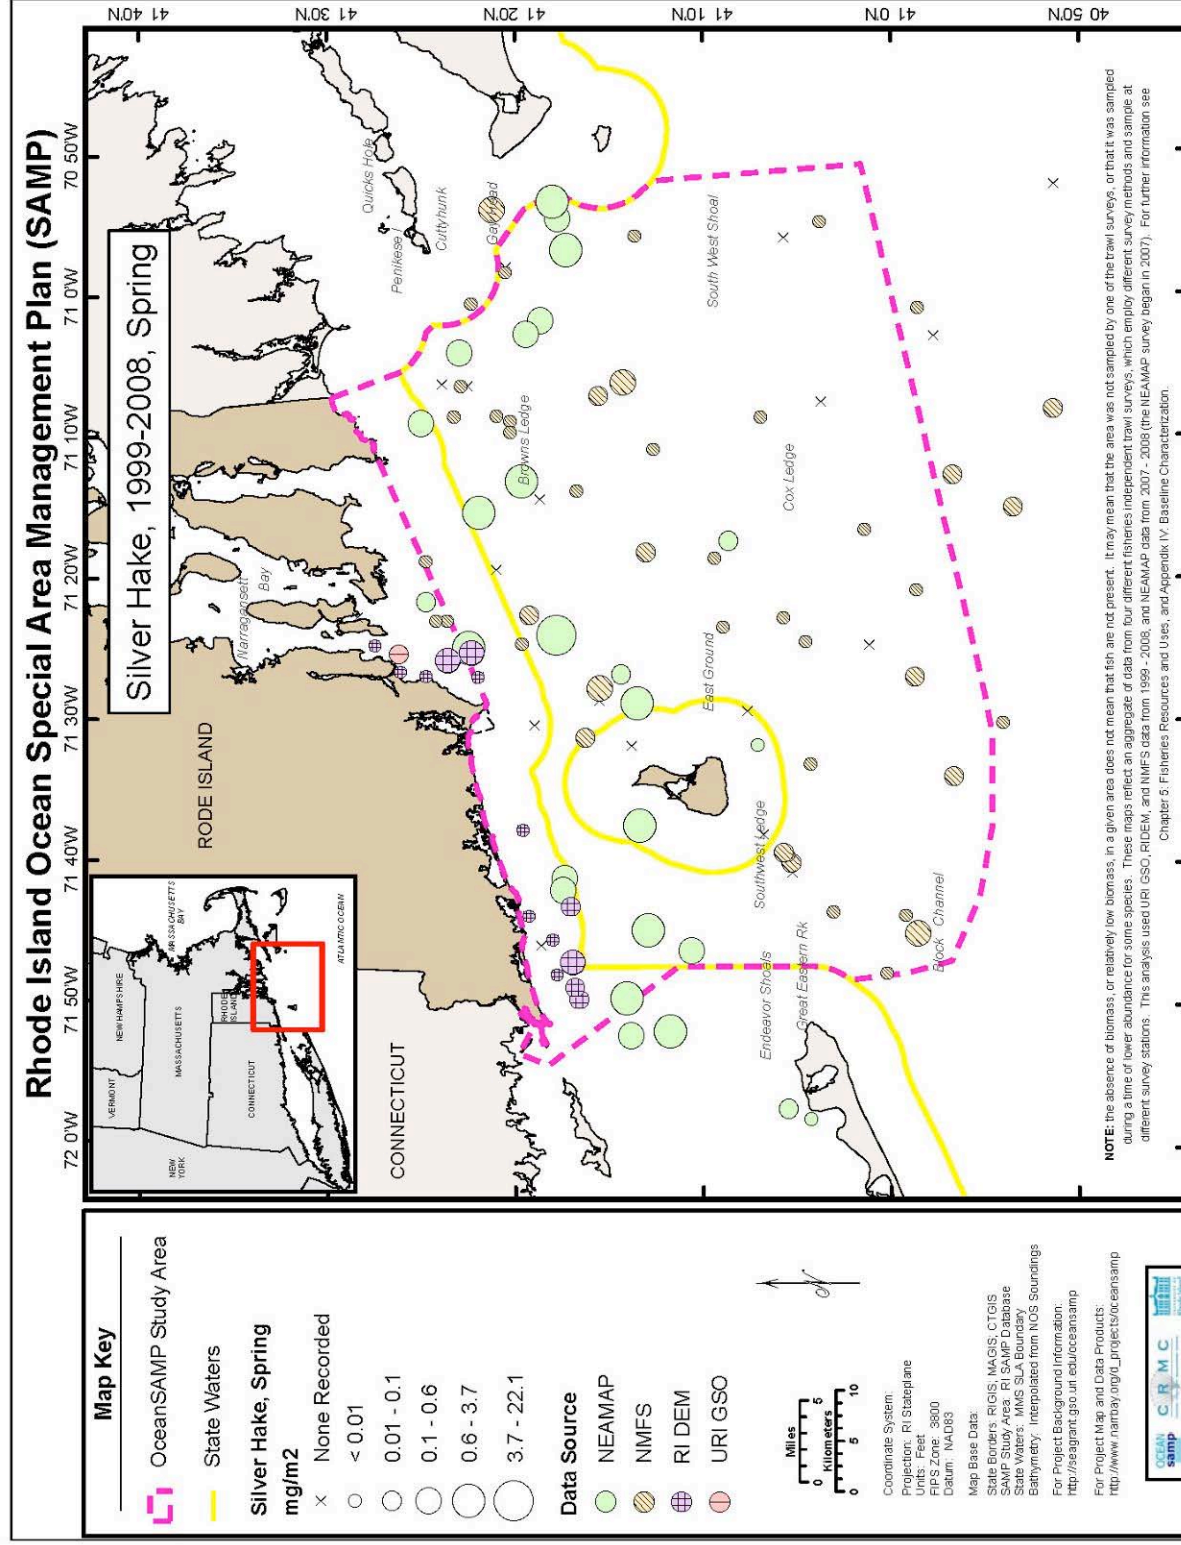 Rhode Island Ocean Special Area Management Plan (SAMP)
Silver Hake, 1999-2008, Spring
Map Key
OceanSAMP Study Area
State Waters
Silver Hake, Spring
mg/m2
None Recorded
< 0.01
0.01 - 0.1
0.1 - 0.6
0.6 - 3.7
3.7 - 22.1
Data Source
NEAMAP
NMFS
RI DEM
URI GSO
Miles
0 5
Kilometers
0 5 10
Coordinate System:
Projection: RI Stateplane
Units: Feet
FIPS Zone: 3800
Datum: NAD83
Map Base Data:
State Borders: RIGIS; MAGIS; CTGIS
SAMP Study Area: RI SAMP Database
State Waters: MMS SLA Boundary
Bathymetry: Interpolated from NOS Soundings
For Project Background Information:
http://seagrant.gso.uri.edu/oceansamp
For Project Map and Data Products:
http://www.narrbay.org/d_projects/oceansamp
OCEAN
samp
C R M C
72 0'W
71 50'W
71 40'W
71 30'W
71 20'W
71 10'W
71 0'W
70 50'W
41 40'N
41 30'N
41 20'N
41 10'N
41 0'N
40 50'N
VERMONT
NEW HAMPSHIRE
NEW
YORK
MASSACHUSETTS
MASSACHUSETTS
BAY
CONNECTICUT
RHODE
ISLAND
ATLANTIC OCEAN
RODE ISLAND
CONNECTICUT
Narragansett
Bay
Quicks Hole
Penikese I
Cuttyhunk
Gay Head
Browns Ledge
South West Shoal
Cox Ledge
East Ground
Southwest Ledge
Endeavor Shoals
Great Eastern Rk
Block Channel
NOTE: the absence of biomass, or relatively low biomass, in a given area does not mean that fish are not present. It may mean that the area was not sampled by one of the trawl surveys, or that it was sampled
during a time of lower abundance for some species. These maps reflect an aggregate of data from four different fisheries independent trawl surveys, which employ different survey methods and sample at
different survey stations. This analysis used URI GSO, RIDEM, and NMFS data from 1999 - 2008, and NEAMAP data from 2007 - 2008 (the NEAMAP survey began in 2007). For further information see
Chapter 5: Fisheries Resources and Uses, and Appendix IV: Baseline Characterization.